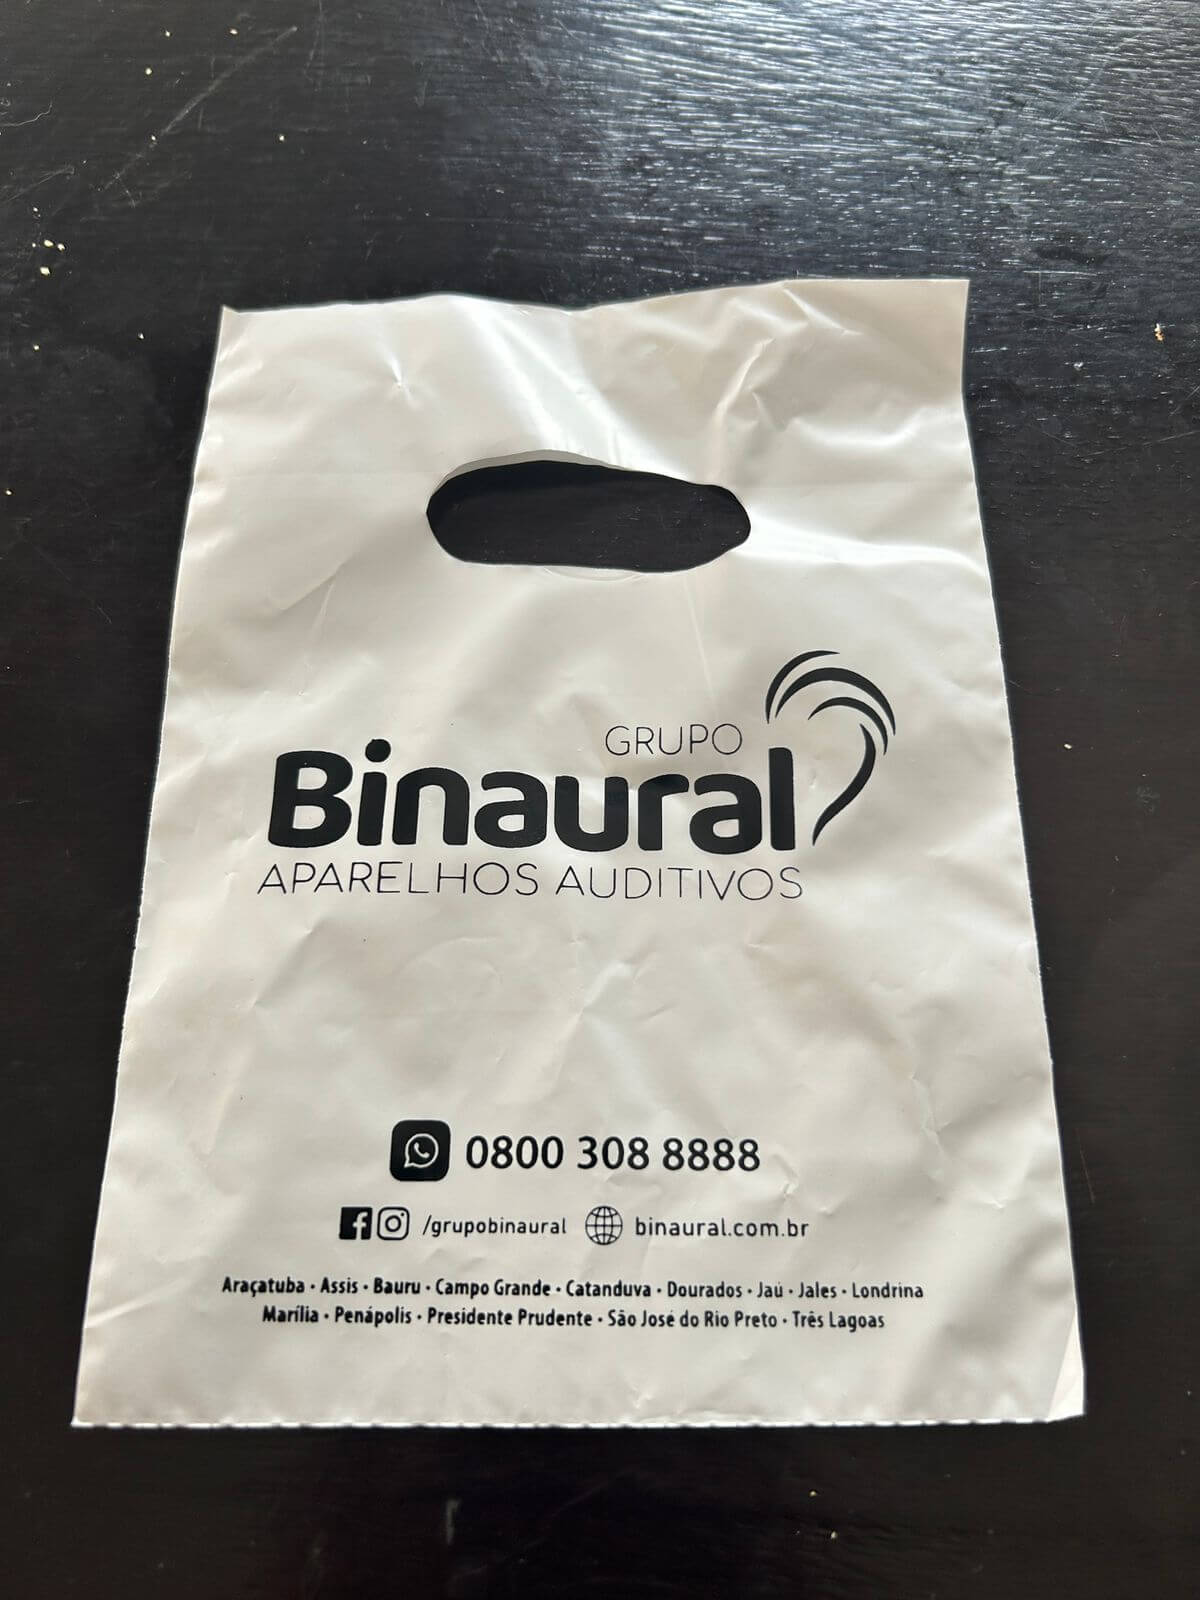 GRUPO
Binaural
APARELHOS AUDITIVOS
0800 308 8888
/grupobinaural binaural.com.br
Araçatuba • Assis • Bauru • Campo Grande • Catanduva • Dourados • Jaú • Jales • Londrina
Marília • Penápolis • Presidente Prudente • São José do Rio Preto • Três Lagoas